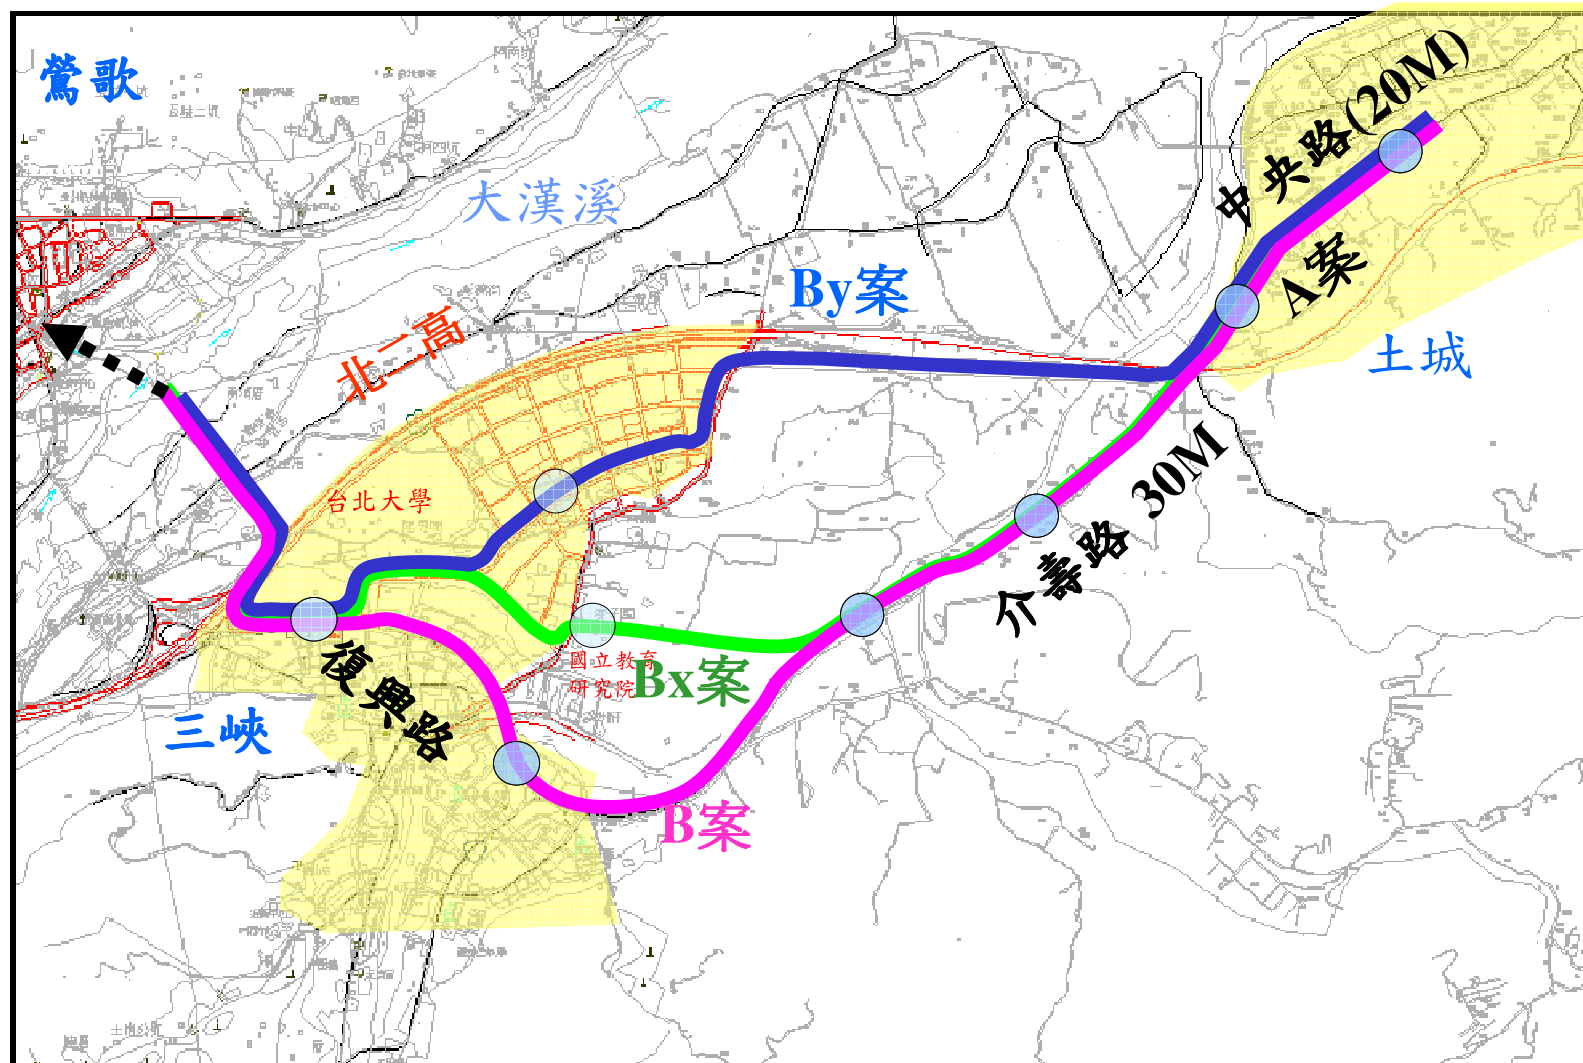 鶯歌
中央路(20M)
大漢溪
By案
A案
北二高
土城
台北大學
介壽路 30M
國立教育
研究院
Bx案
復興路
三峽
B案